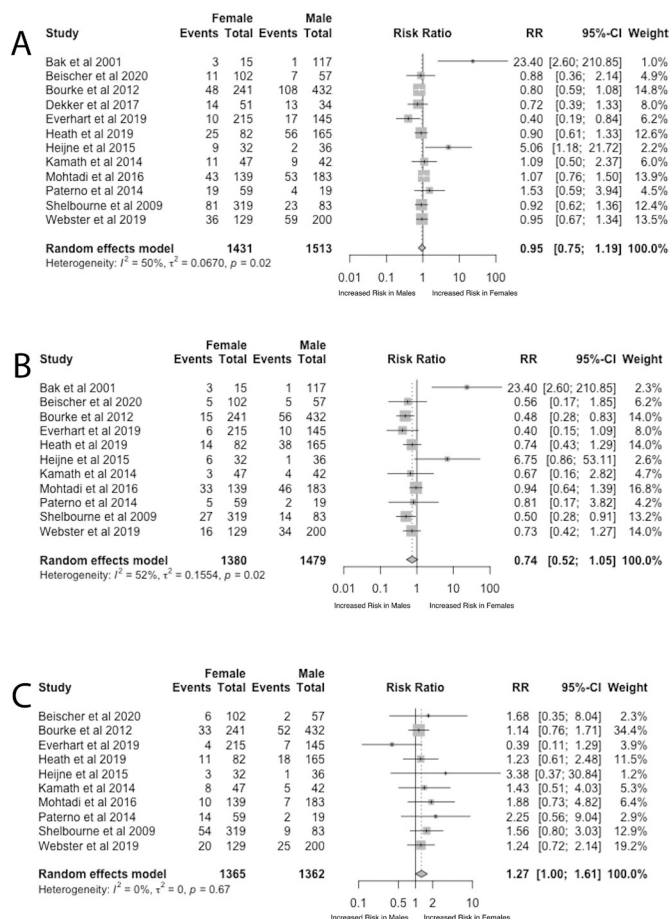 A
Female Male
Study Events Total Events Total Risk Ratio RR 95%-CI Weight
Bak et al 2001 3 15 1 117 23.40 [2.60; 210.85] 1.0%
Beischer et al 2020 11 102 7 57 0.88 [0.36; 2.14] 4.9%
Bourke et al 2012 48 241 108 432 0.80 [0.59; 1.08] 14.8%
Dekker et al 2017 14 51 13 34 0.72 [0.39; 1.33] 8.0%
Everhart et al 2019 10 215 17 145 0.40 [0.19; 0.84] 6.2%
Heath et al 2019 25 82 56 165 0.90 [0.61; 1.33] 12.2%
Heijne et al 2015 9 32 2 36 5.06 [1.18; 21.72] 2.2%
Kamath et al 2014 11 47 9 42 1.09 [0.50; 2.37] 6.0%
Mohtadi et al 2016 43 139 53 183 1.07 [0.76; 1.50] 13.9%
Paterno et al 2014 19 59 4 19 1.53 [0.59; 3.94] 4.4%
Shelbourne et al 2009 81 319 23 83 0.92 [0.62; 1.36] 12.4%
Webster et al 2019 36 129 59 200 0.95 [0.67; 1.34] 13.5%
Random effects model 1431 1513 0.95 [0.75; 1.19] 100.0%
Heterogeneity: I² = 50%, τ² = 0.0670, p = 0.02
0.01 0.10 1 10 100
Increased Risk in Males Increased Risk in Females
B
Female Male
Study Events Total Events Total Risk Ratio RR 95%-CI Weight
Bak et al 2001 3 15 1 117 23.40 [2.60; 210.85] 2.3%
Beischer et al 2020 5 102 5 57 0.56 [0.17; 1.85] 6.2%
Bourke et al 2012 15 241 56 432 0.48 [0.28; 0.83] 14.0%
Everhart et al 2019 6 215 10 145 0.40 [0.15; 1.09] 8.0%
Heath et al 2019 14 82 38 165 0.74 [0.43; 1.29] 14.0%
Heijne et al 2015 6 32 1 36 6.75 [0.86; 53.11] 2.6%
Kamath et al 2014 3 47 4 42 0.67 [0.16; 2.82] 4.7%
Mohtadi et al 2016 33 139 46 183 0.94 [0.64; 1.39] 16.8%
Paterno et al 2014 5 59 2 19 0.81 [0.17; 3.82] 4.2%
Shelbourne et al 2009 27 319 14 83 0.50 [0.28; 0.91] 13.2%
Webster et al 2019 16 129 34 200 0.73 [0.42; 1.27] 14.0%
Random effects model 1380 1479 0.74 [0.52; 1.05] 100.0%
Heterogeneity: I² = 52%, τ² = 0.1554, p = 0.02
0.01 0.10 1 10 100
Increased Risk in Males Increased Risk in Females
C
Female Male
Study Events Total Events Total Risk Ratio RR 95%-CI Weight
Beischer et al 2020 6 102 2 57 1.68 [0.35; 8.04] 2.3%
Bourke et al 2012 33 241 52 432 1.14 [0.76; 1.71] 34.4%
Everhart et al 2019 4 215 7 145 0.39 [0.11; 1.29] 3.9%
Heath et al 2019 11 82 18 165 1.23 [0.61; 2.48] 11.5%
Heijne et al 2015 3 32 1 36 3.38 [0.37; 30.84] 1.2%
Kamath et al 2014 8 47 5 42 1.43 [0.51; 4.03] 5.3%
Mohtadi et al 2016 10 139 7 183 1.88 [0.73; 4.82] 6.4%
Paterno et al 2014 14 59 2 19 2.25 [0.56; 9.04] 2.9%
Shelbourne et al 2009 54 319 9 83 1.56 [0.80; 3.03] 12.9%
Webster et al 2019 20 129 25 200 1.24 [0.72; 2.14] 19.2%
Random effects model 1365 1362 1.27 [1.00; 1.61] 100.0%
Heterogeneity: I² = 0%, τ² = 0, p = 0.67
0.1 0.5 1 2 10
Increased Risk in Males Increased Risk in Females